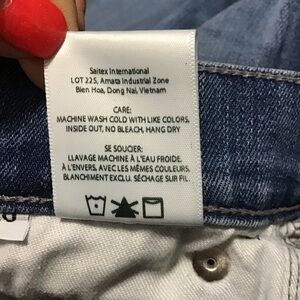 Saitex International
LOT 225, Amata Industrial Zone
Bien Hoa, Dong Nai, Vietnam
CARE:
MACHINE WASH COLD WITH LIKE COLORS,
INSIDE OUT, NO BLEACH, HANG DRY
SE SOUCIER:
LLAVAGE MACHINE À L'EAU FROIDE,
À L'ENVERS, AVEC LES MÊMES COULEURS,
BLANCHIMENT EXCLU. SÉCHAGE SUR FIL.